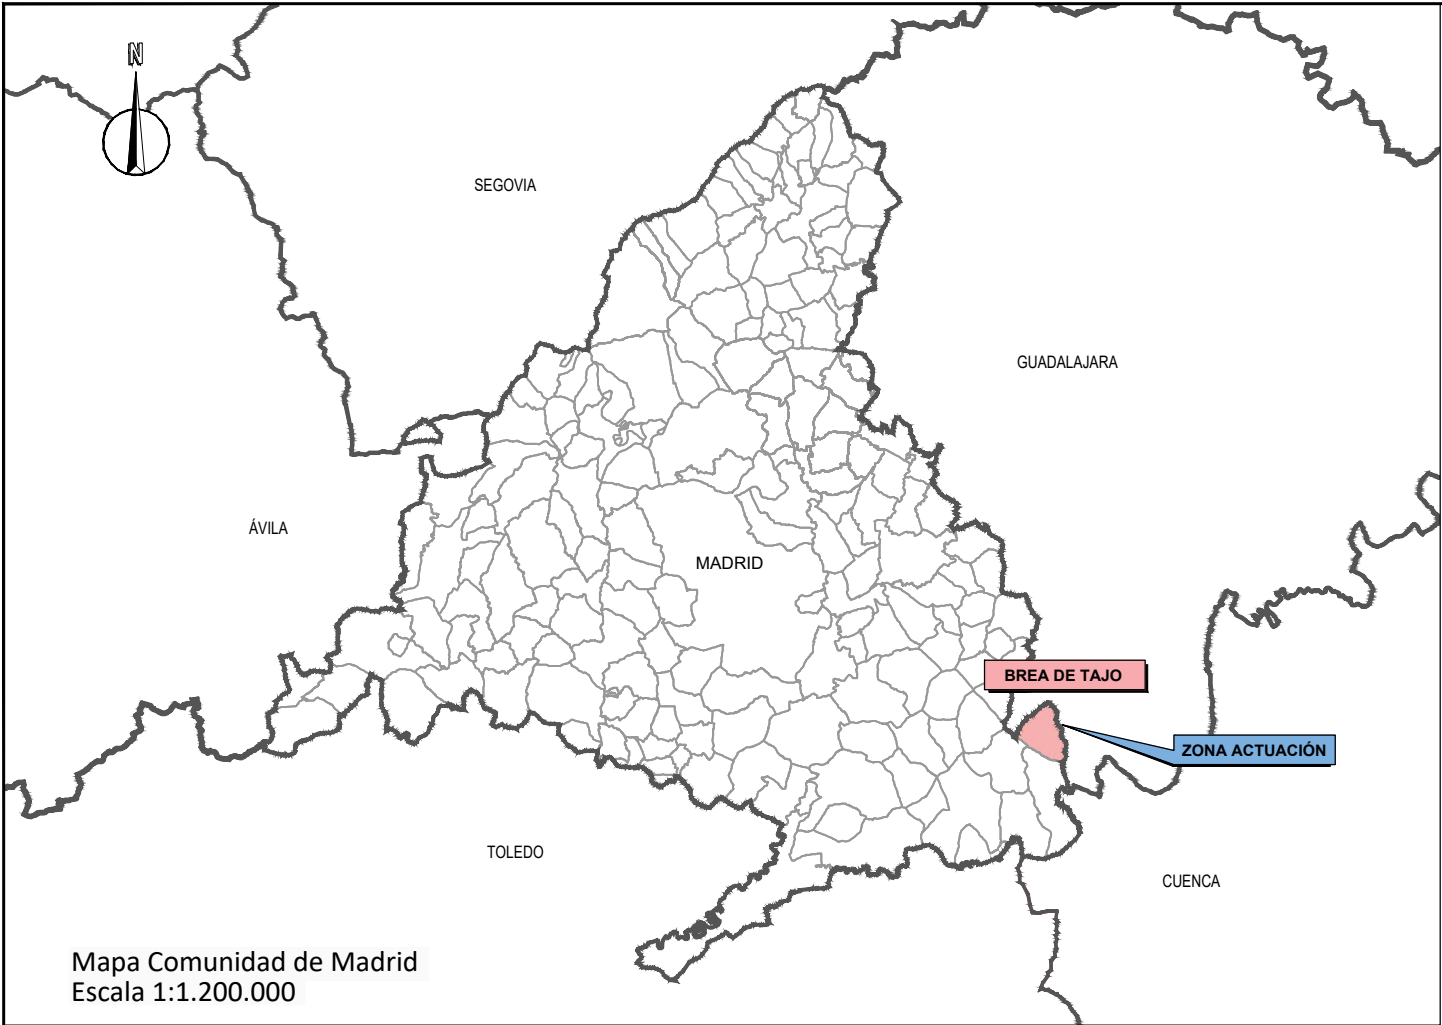 N
SEGOVIA
GUADALAJARA
ÁVILA
MADRID
BREA DE TAJO
ZONA ACTUACIÓN
TOLEDO
CUENCA
Mapa Comunidad de Madrid
Escala 1:1.200.000